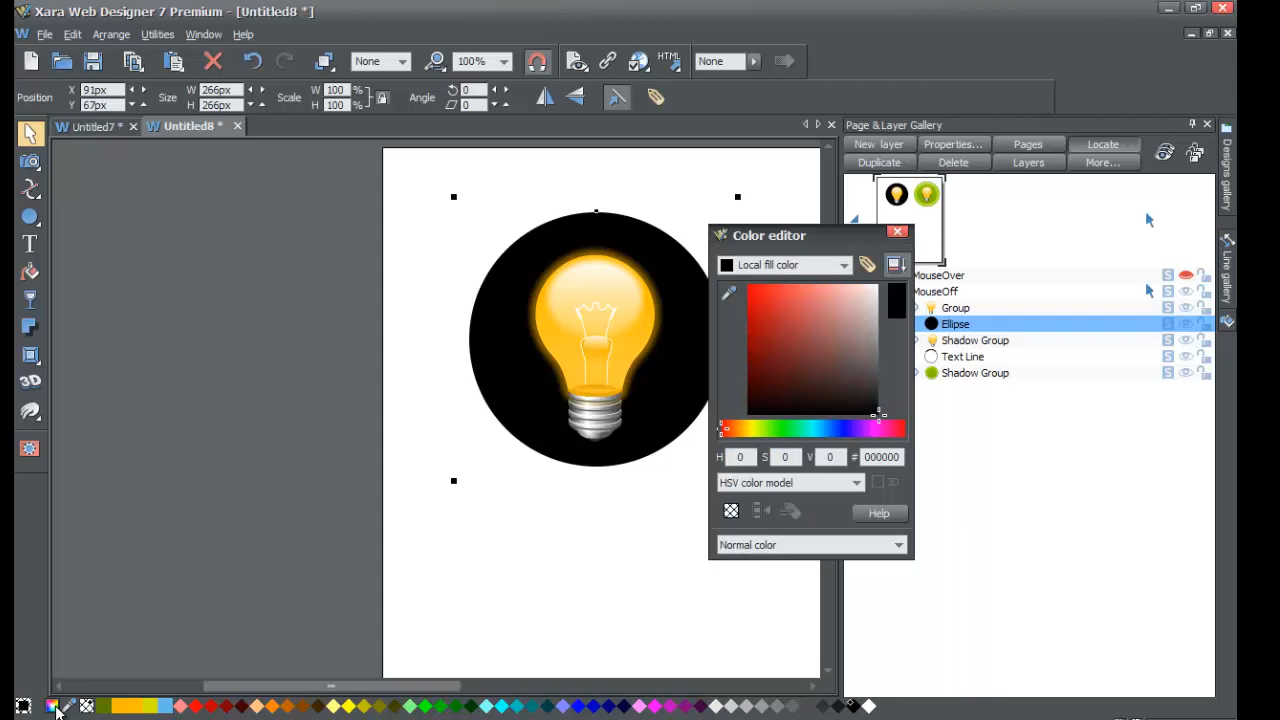 Xara Web Designer 7 Premium - [Untitled8 *]
File Edit Arrange Utilities Window Help
None 100% HTML None
Position X 91px Y 67px Size W 266px H 266px Scale W 100 % H 100 % Angle 0 0
Untitled7 * Untitled8 *
Page & Layer Gallery
New layer Properties... Pages Locate
Duplicate Delete Layers More...
Designs gallery
Line gallery
Color editor
Local fill color
H 0 S 0 V 0 # 000000
HSV color model
Help
Normal color
MouseOver S
MouseOff S
Group S
Ellipse S
Shadow Group S
Text Line S
Shadow Group S
3D